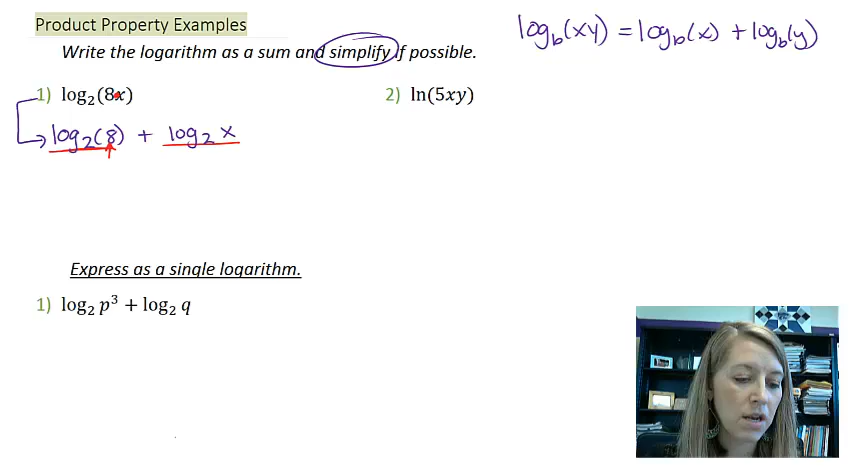 Product Property Examples
log_b(xy) = log_b(x) + log_b(y)
Write the logarithm as a sum and simplify if possible.
1) log₂(8x)
2) ln(5xy)
log₂(8) + log₂ x
Express as a single logarithm.
1) log₂ p³ + log₂ q